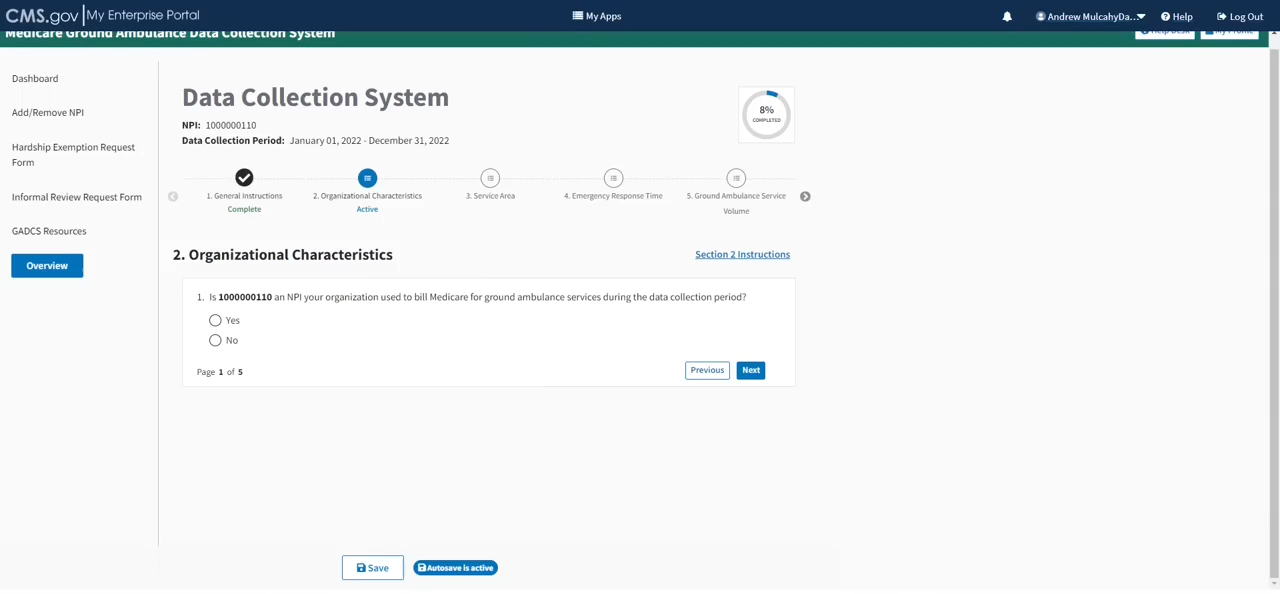 CMS.gov My Enterprise Portal
My Apps
Andrew MulcahyDa...
Help
Log Out
Medicare Ground Ambulance Data Collection System
Help Desk
My Profile
Dashboard
Add/Remove NPI
Hardship Exemption Request
Form
Informal Review Request Form
GADCS Resources
Overview
Data Collection System
NPI: 1000000110
Data Collection Period: January 01, 2022 - December 31, 2022
8%
COMPLETED
1. General Instructions
Complete
2. Organizational Characteristics
Active
3. Service Area
4. Emergency Response Time
5. Ground Ambulance Service
Volume
2. Organizational Characteristics
Section 2 Instructions
1. Is 1000000110 an NPI your organization used to bill Medicare for ground ambulance services during the data collection period?
Yes
No
Page 1 of 5
Previous
Next
Save
Autosave is active